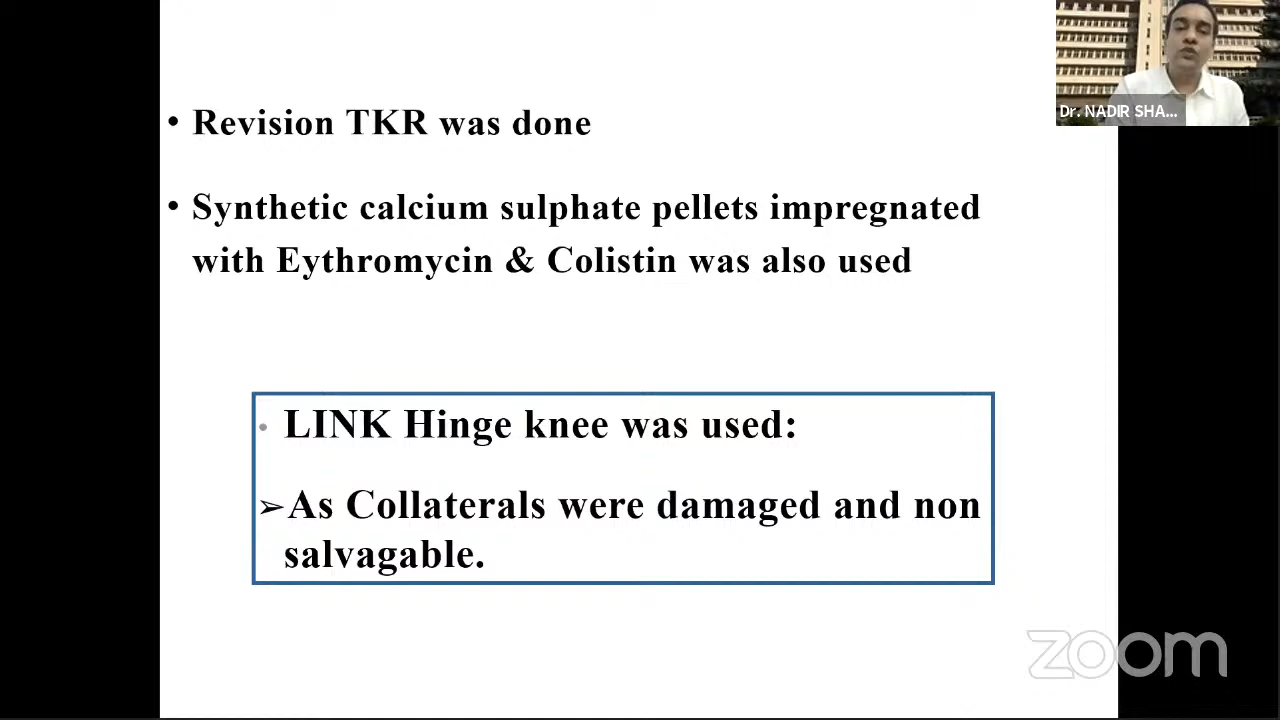 Dr. NADIR SHA...
• Revision TKR was done
• Synthetic calcium sulphate pellets impregnated
with Eythromycin & Colistin was also used
• LINK Hinge knee was used:
➢As Collaterals were damaged and non
salvagable.
zoom